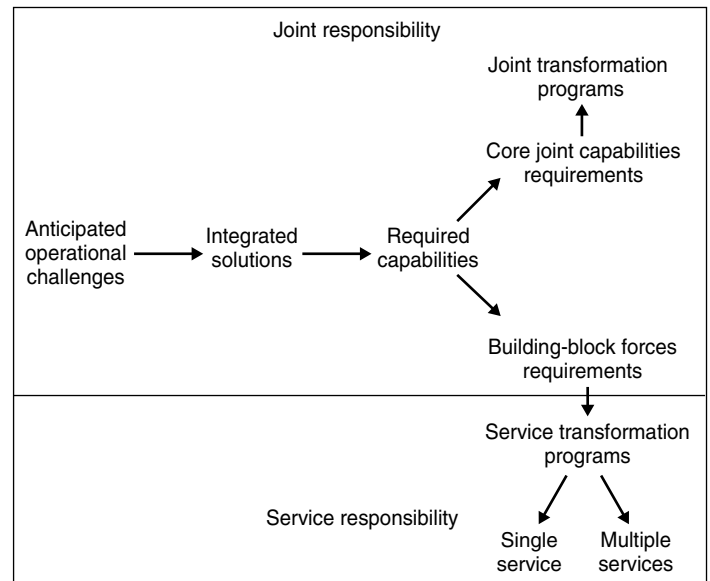 Joint responsibility
Joint transformation
programs
Core joint capabilities
requirements
Anticipated
operational
challenges
Integrated
solutions
Required
capabilities
Building-block forces
requirements
Service transformation
programs
Service responsibility
Single
service
Multiple
services